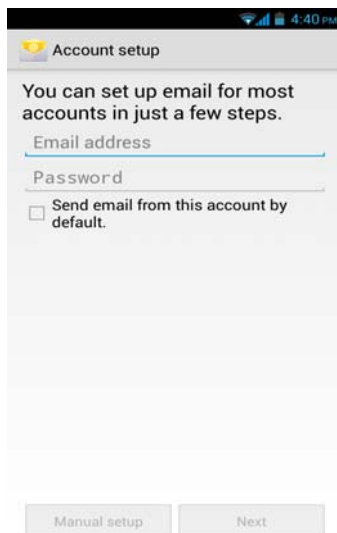 4:40 PM
Account setup
You can set up email for most
accounts in just a few steps.
Email address
Password
Send email from this account by
default.
Manual setup
Next